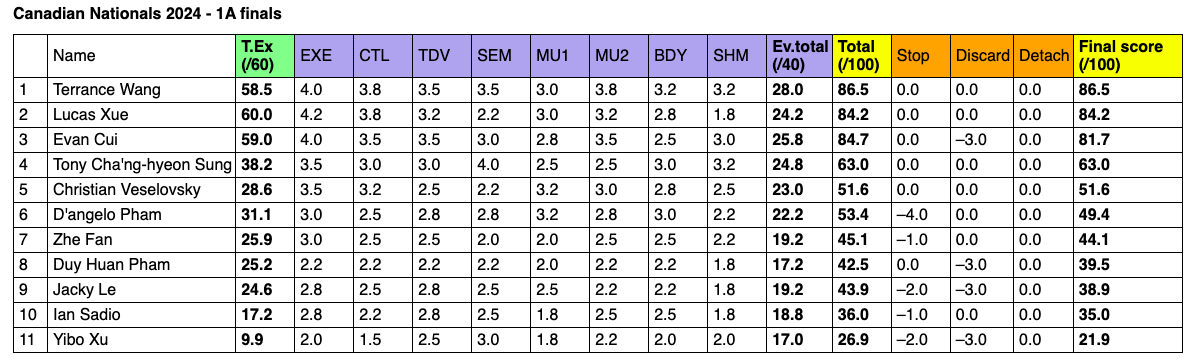 Canadian Nationals 2024 - 1A finals
Name T.Ex (/60) EXE CTL TDV SEM MU1 MU2 BDY SHM Ev.total (/40) Total (/100) Stop Discard Detach Final score (/100)
1 Terrance Wang 58.5 4.0 3.8 3.5 3.5 3.0 3.8 3.2 3.2 28.0 86.5 0.0 0.0 0.0 86.5
2 Lucas Xue 60.0 4.2 3.8 3.2 2.2 3.0 3.2 2.8 1.8 24.2 84.2 0.0 0.0 0.0 84.2
3 Evan Cui 59.0 4.0 3.5 3.5 3.0 2.8 3.5 2.5 3.0 25.8 84.7 0.0 –3.0 0.0 81.7
4 Tony Cha'ng-hyeon Sung 38.2 3.5 3.0 3.0 4.0 2.5 2.5 3.0 3.2 24.8 63.0 0.0 0.0 0.0 63.0
5 Christian Veselovsky 28.6 3.5 3.2 2.5 2.2 3.2 3.0 2.8 2.5 23.0 51.6 0.0 0.0 0.0 51.6
6 D'angelo Pham 31.1 3.0 2.5 2.8 2.8 3.2 2.8 3.0 2.2 22.2 53.4 –4.0 0.0 0.0 49.4
7 Zhe Fan 25.9 3.0 2.5 2.5 2.0 2.0 2.5 2.5 2.2 19.2 45.1 –1.0 0.0 0.0 44.1
8 Duy Huan Pham 25.2 2.2 2.2 2.2 2.2 2.0 2.2 2.2 1.8 17.2 42.5 0.0 –3.0 0.0 39.5
9 Jacky Le 24.6 2.8 2.5 2.8 2.5 2.5 2.2 2.2 1.8 19.2 43.9 –2.0 –3.0 0.0 38.9
10 Ian Sadio 17.2 2.8 2.2 2.8 2.5 1.8 2.5 2.5 1.8 18.8 36.0 –1.0 0.0 0.0 35.0
11 Yibo Xu 9.9 2.0 1.5 2.5 3.0 1.8 2.2 2.0 2.0 17.0 26.9 –2.0 –3.0 0.0 21.9